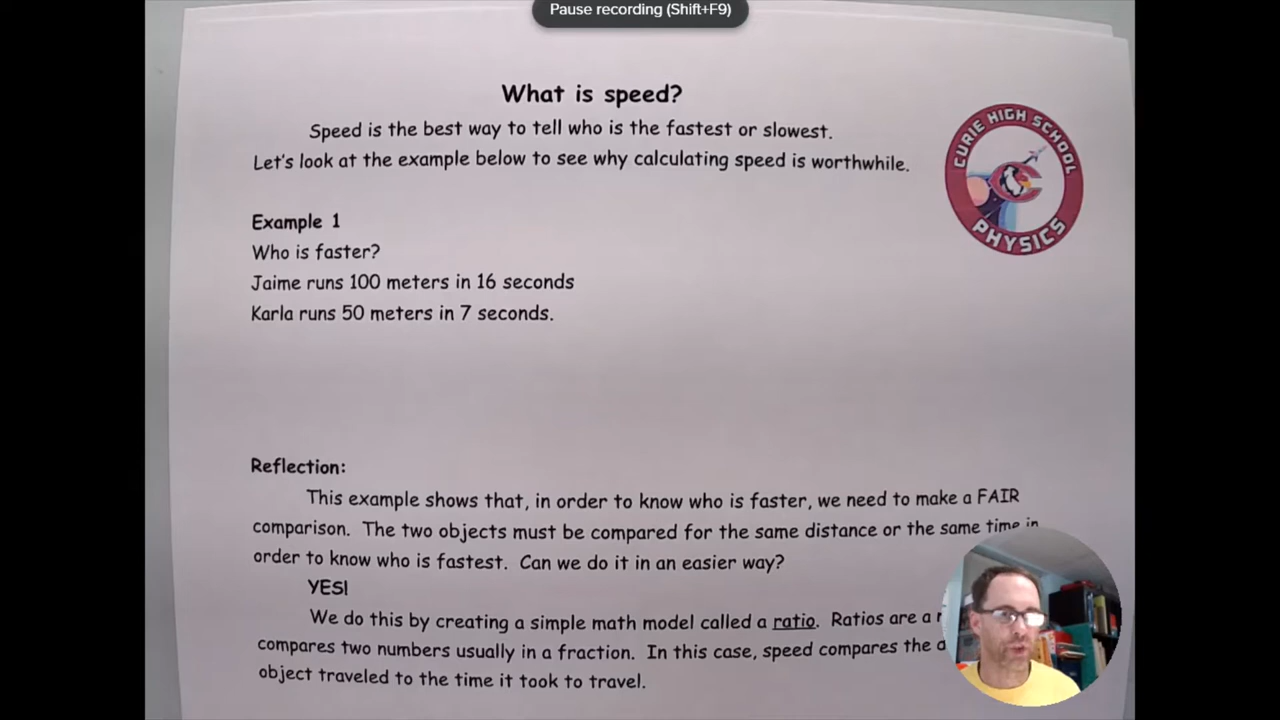 Pause recording (Shift+F9)
What is speed?
Speed is the best way to tell who is the fastest or slowest.
Let's look at the example below to see why calculating speed is worthwhile.
CURIE HIGH SCHOOL
PHYSICS
Example 1
Who is faster?
Jaime runs 100 meters in 16 seconds
Karla runs 50 meters in 7 seconds.
Reflection:
This example shows that, in order to know who is faster, we need to make a FAIR
comparison. The two objects must be compared for the same distance or the same time in
order to know who is fastest. Can we do it in an easier way?
YES!
We do this by creating a simple math model called a ratio. Ratios are a
compares two numbers usually in a fraction. In this case, speed compares the
object traveled to the time it took to travel.